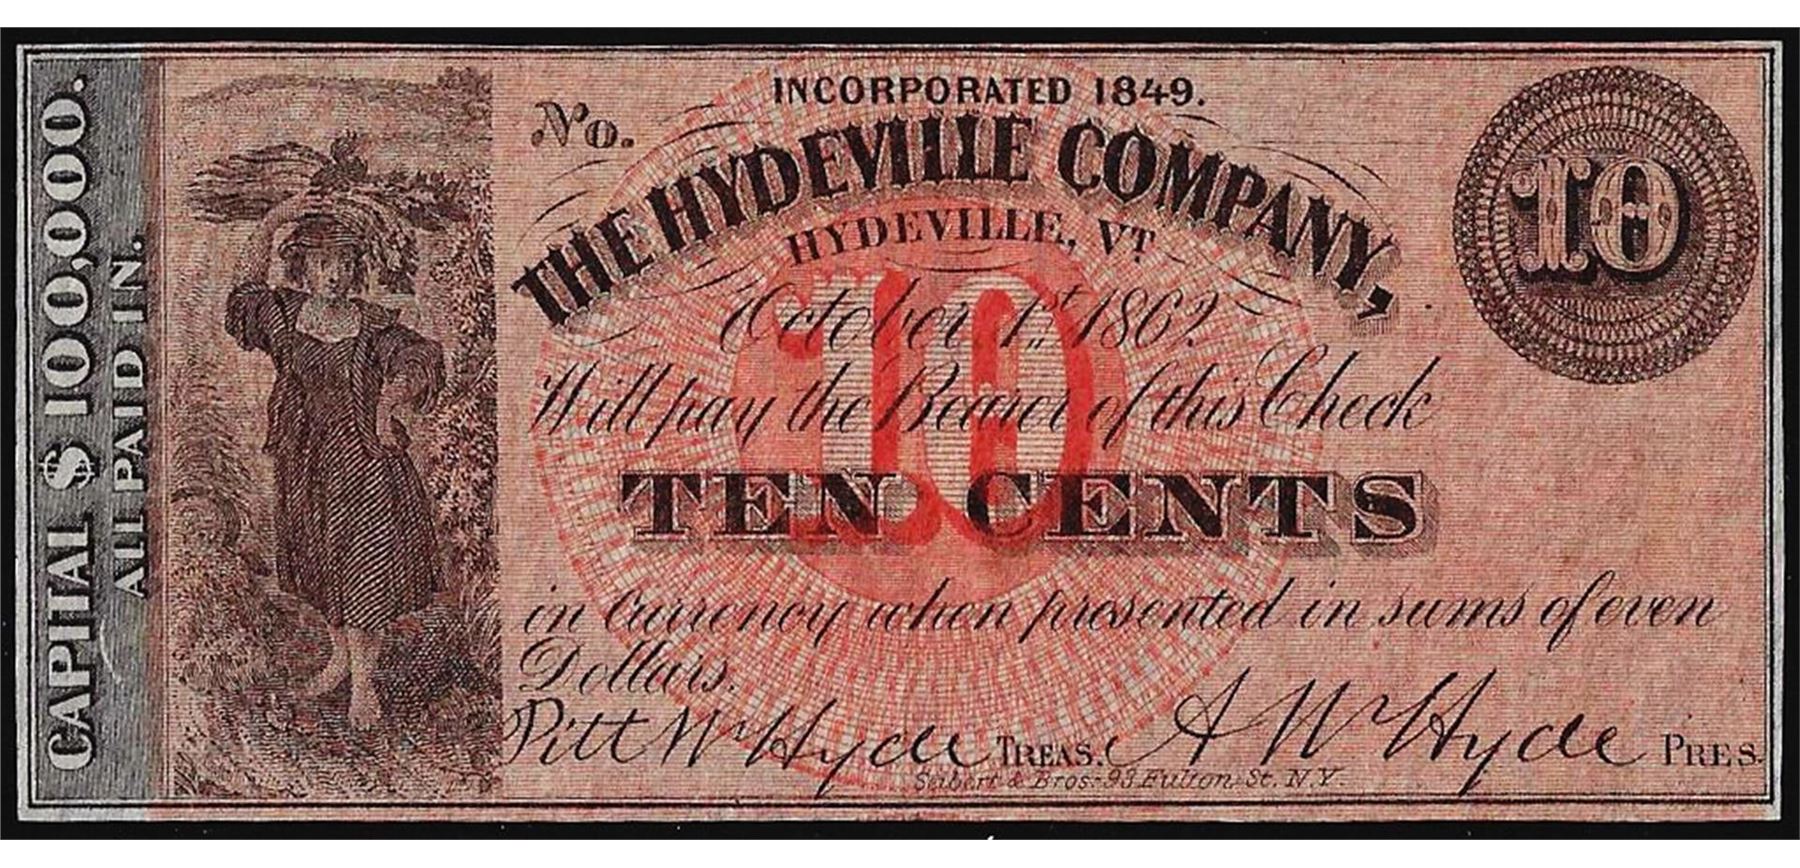 CAPITAL $100,000.
ALL PAID IN.
No.
INCORPORATED 1849.
THE HYDEVILLE COMPANY,
HYDEVILLE, VT
October 1st 1862
10
10
Will pay the Bearer of this Check
TEN CENTS
in Currency when presented in sums of even
Dollars.
Pitt W Hyde TREAS. A W Hyde PRES.
Seibert & Bros. 93 Fulton St. N.Y.